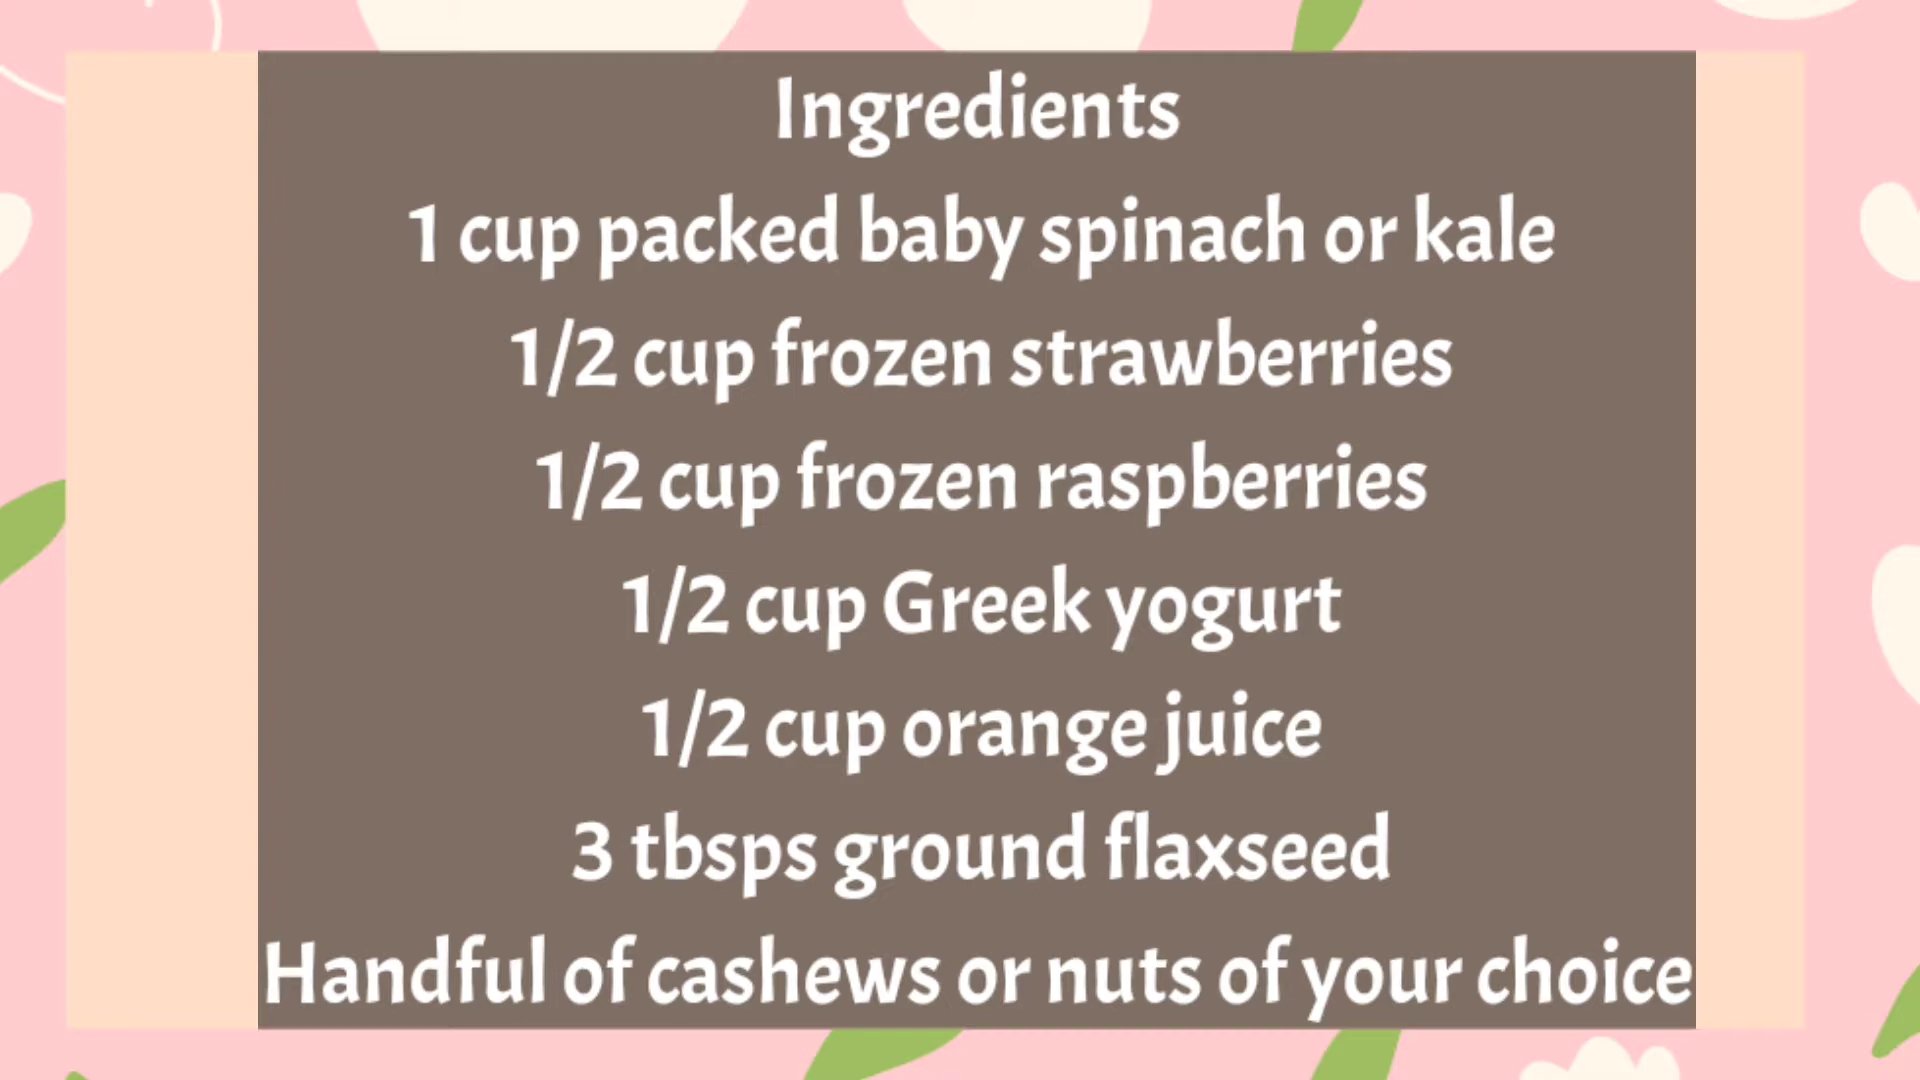 Ingredients
1 cup packed baby spinach or kale
1/2 cup frozen strawberries
1/2 cup frozen raspberries
1/2 cup Greek yogurt
1/2 cup orange juice
3 tbsps ground flaxseed
Handful of cashews or nuts of your choice